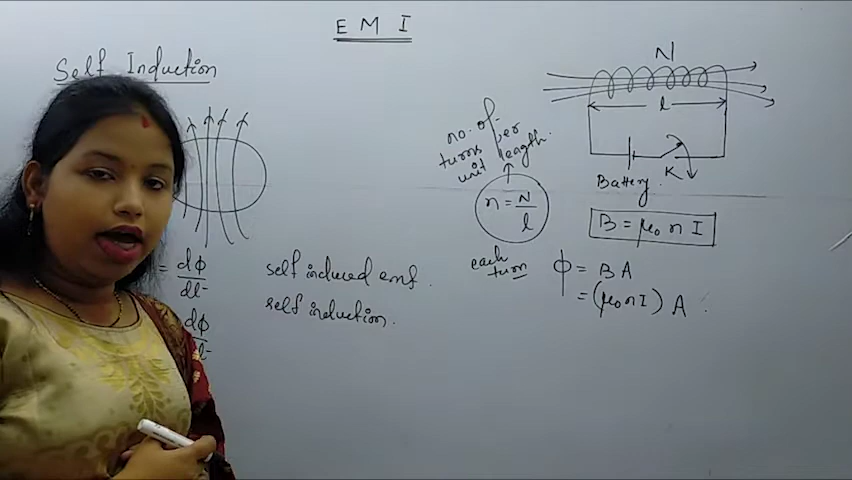 E M I
Self Induction
= dϕ/dt
dϕ/dt
self induced emf.
self induction.
no. of
turns per
unit length.
n = N/l
N
l
K
Battery.
B = μ₀ n I
each turn
ϕ = B A
= (μ₀ n I) A